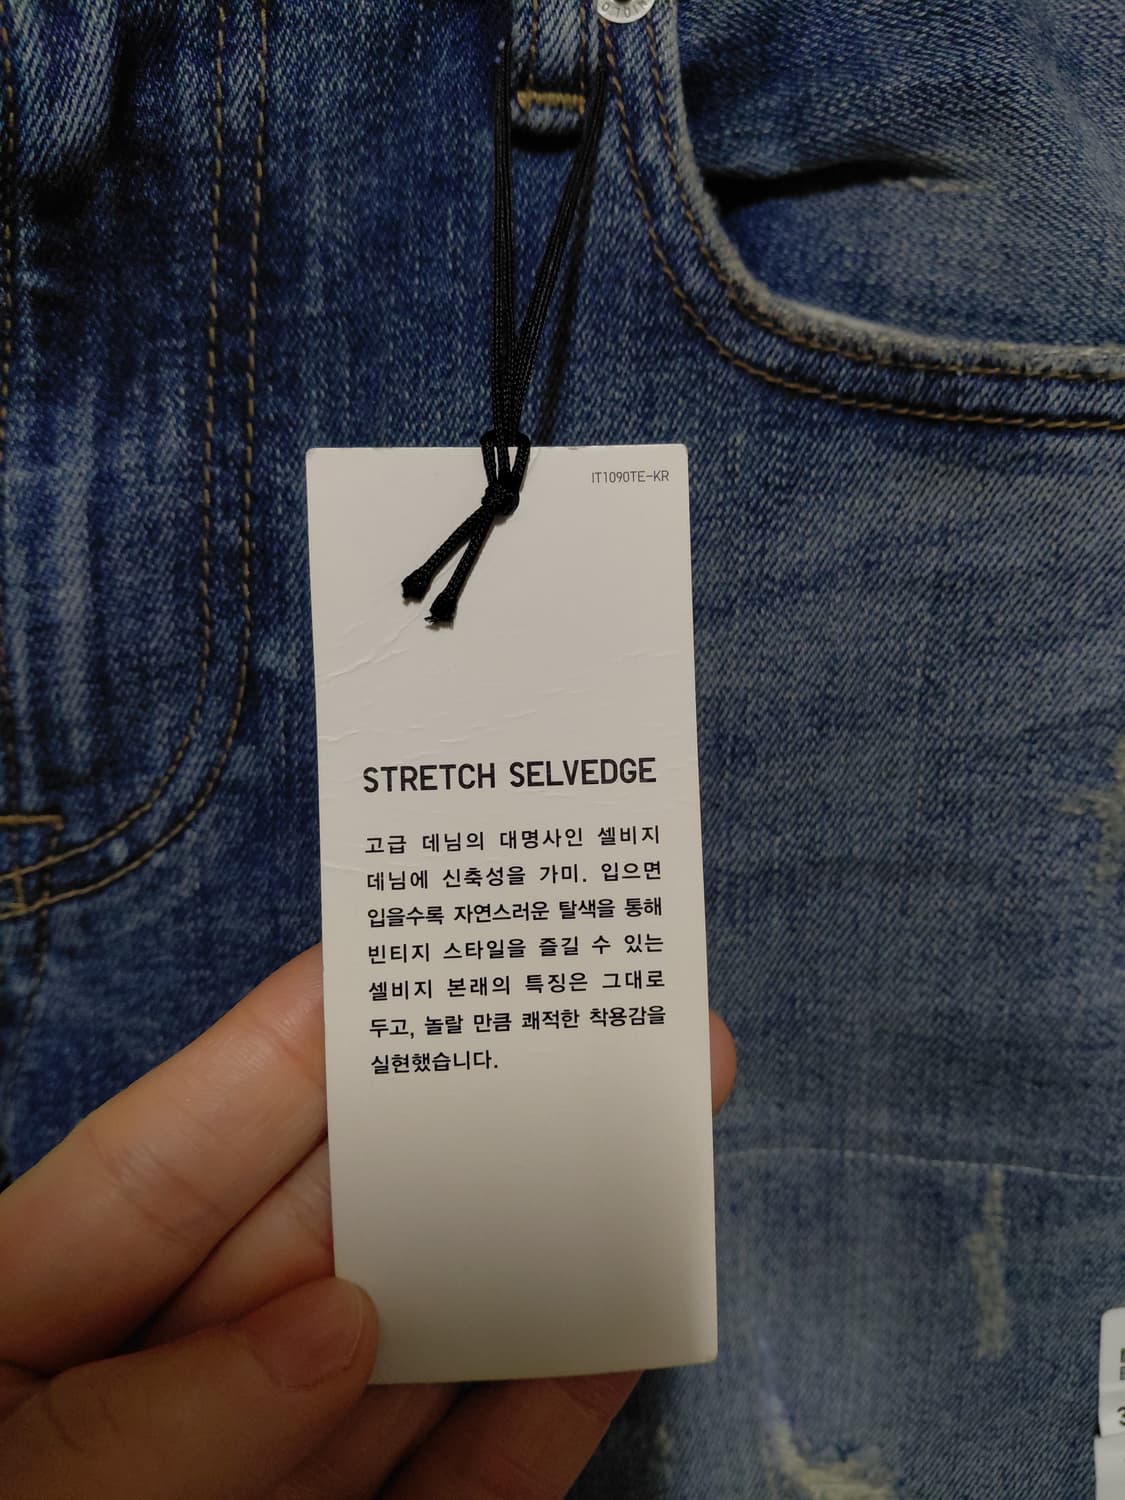 IT1090TE-KR
STRETCH SELVEDGE
고급 데님의 대명사인 셀비지
데님에 신축성을 가미. 입으면
입을수록 자연스러운 탈색을 통해
빈티지 스타일을 즐길 수 있는
셀비지 본래의 특징은 그대로
두고, 놀랄 만큼 쾌적한 착용감을
실현했습니다.